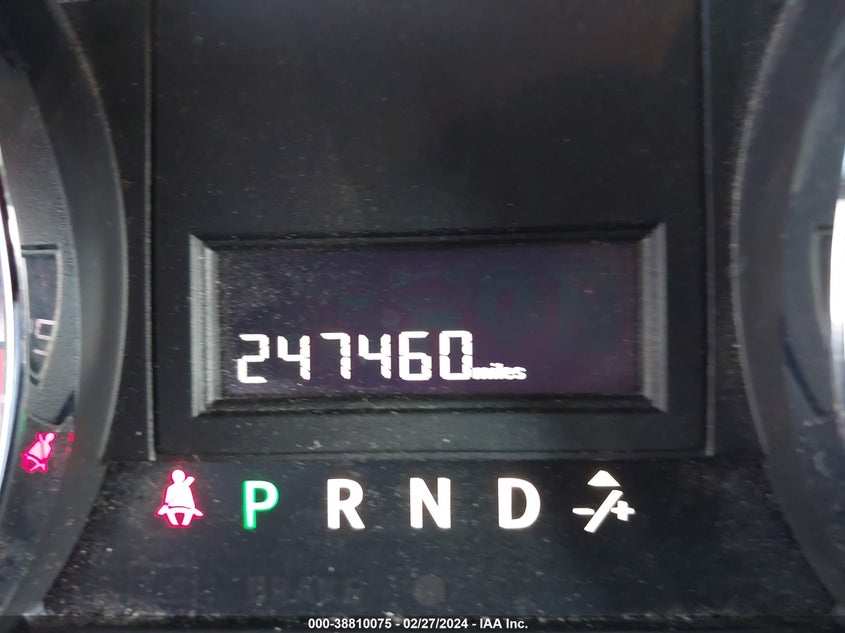 247460 miles
P R N D -/+
000-38810075 - 02/27/2024 - IAA Inc.